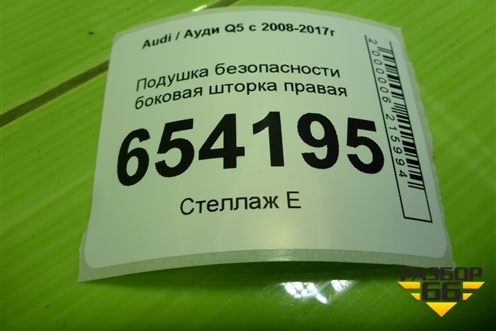 Audi / Ауди Q5 с 2008-2017г
Подушка безопасности
боковая шторка правая
654195
Стеллаж Е
2000006215994
РАЗБОР
66